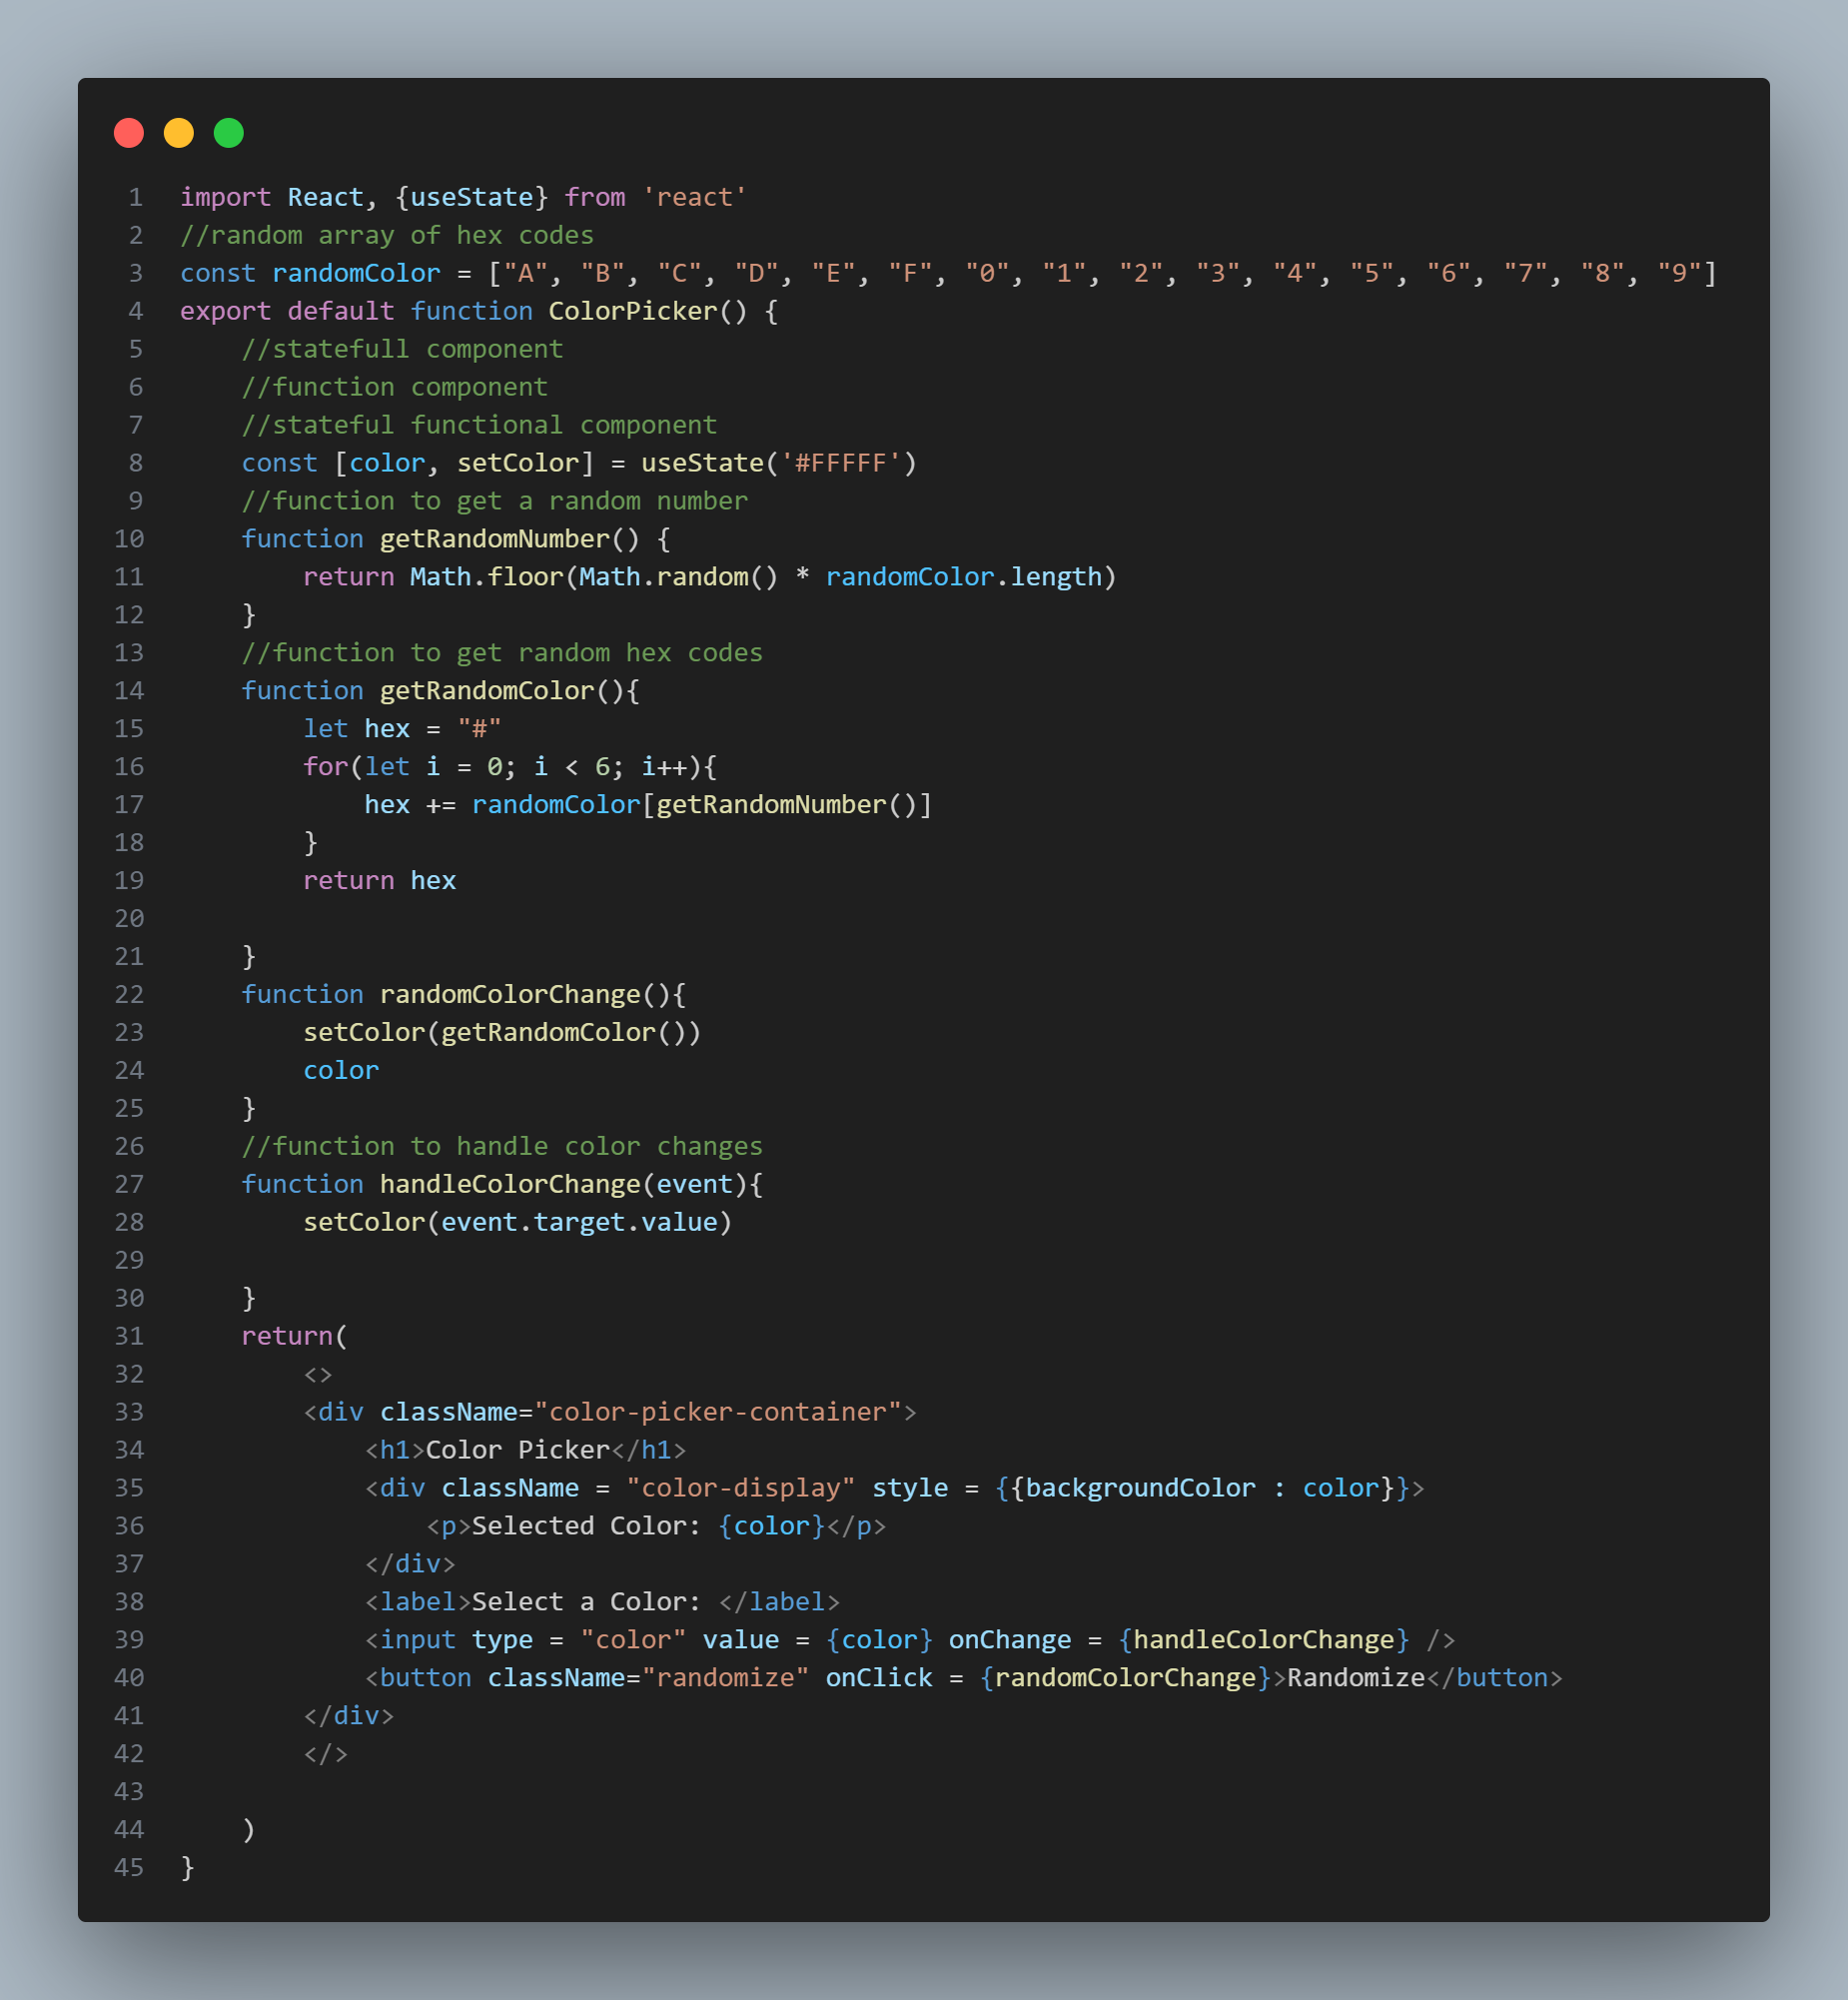 1 import React, {useState} from 'react'
2 //random array of hex codes
3 const randomColor = ["A", "B", "C", "D", "E", "F", "0", "1", "2", "3", "4", "5", "6", "7", "8", "9"]
4 export default function ColorPicker() {
5     //statefull component
6     //function component
7     //stateful functional component
8     const [color, setColor] = useState('#FFFFF')
9     //function to get a random number
10     function getRandomNumber() {
11         return Math.floor(Math.random() * randomColor.length)
12     }
13     //function to get random hex codes
14     function getRandomColor(){
15         let hex = "#"
16         for(let i = 0; i < 6; i++){
17             hex += randomColor[getRandomNumber()]
18         }
19         return hex
20
21     }
22     function randomColorChange(){
23         setColor(getRandomColor())
24         color
25     }
26     //function to handle color changes
27     function handleColorChange(event){
28         setColor(event.target.value)
29
30     }
31     return(
32         <>
33         <div className="color-picker-container">
34             <h1>Color Picker</h1>
35             <div className = "color-display" style = {{backgroundColor : color}}>
36                 <p>Selected Color: {color}</p>
37             </div>
38             <label>Select a Color: </label>
39             <input type = "color" value = {color} onChange = {handleColorChange} />
40             <button className="randomize" onClick = {randomColorChange}>Randomize</button>
41         </div>
42         </>
43
44     )
45 }